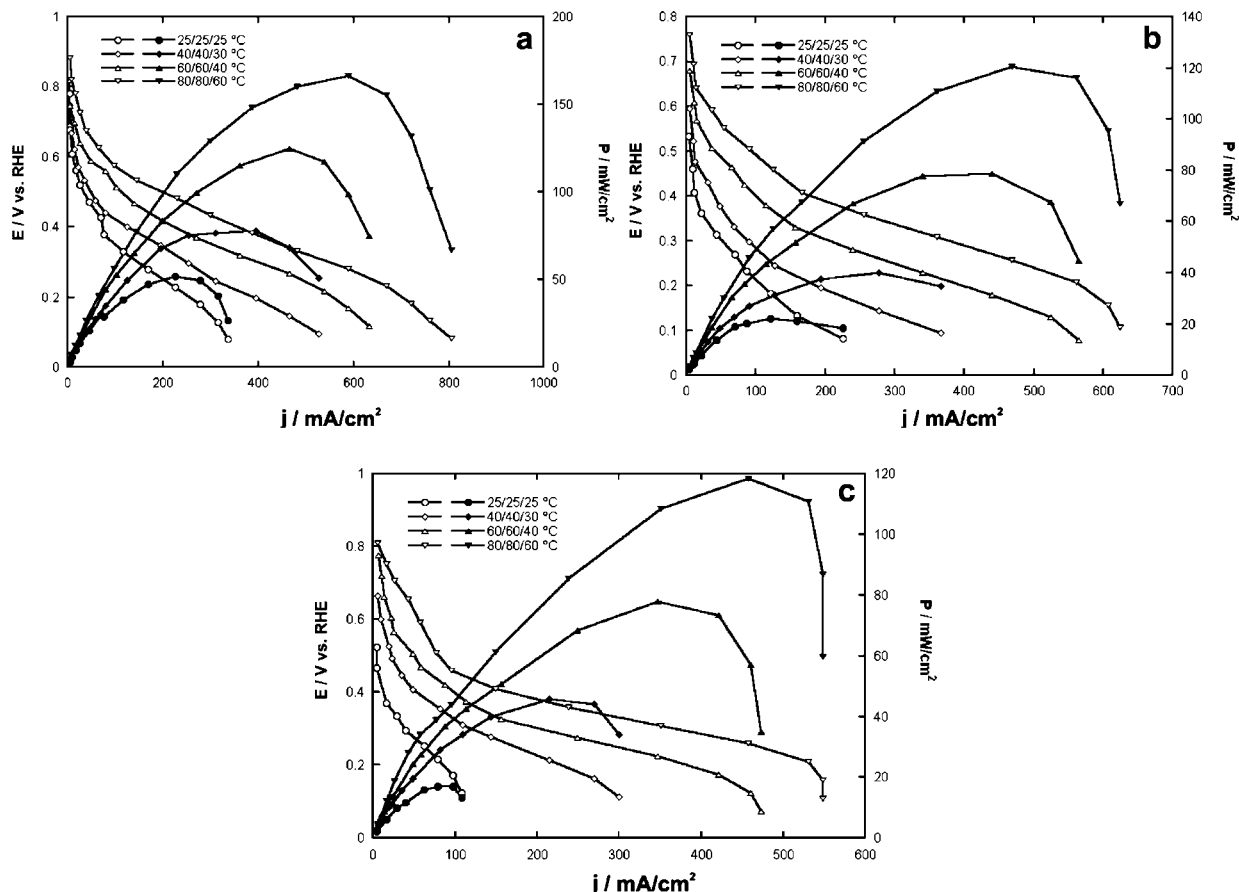 a
25/25/25 °C
40/40/30 °C
60/60/40 °C
80/80/60 °C
E / V vs. RHE
P / mW/cm²
1
0.8
0.6
0.4
0.2
0
200
150
100
50
0
0 200 400 600 800 1000
j / mA/cm²
b
25/25/25 °C
40/40/30 °C
60/60/40 °C
80/80/60 °C
E / V vs. RHE
P / mW/cm²
0.8
0.7
0.6
0.5
0.4
0.3
0.2
0.1
0
140
120
100
80
60
40
20
0
0 100 200 300 400 500 600 700
j / mA/cm²
c
25/25/25 °C
40/40/30 °C
60/60/40 °C
80/80/60 °C
E / V vs. RHE
P / mW/cm²
1
0.8
0.6
0.4
0.2
0
120
100
80
60
40
20
0
0 100 200 300 400 500 600
j / mA/cm²